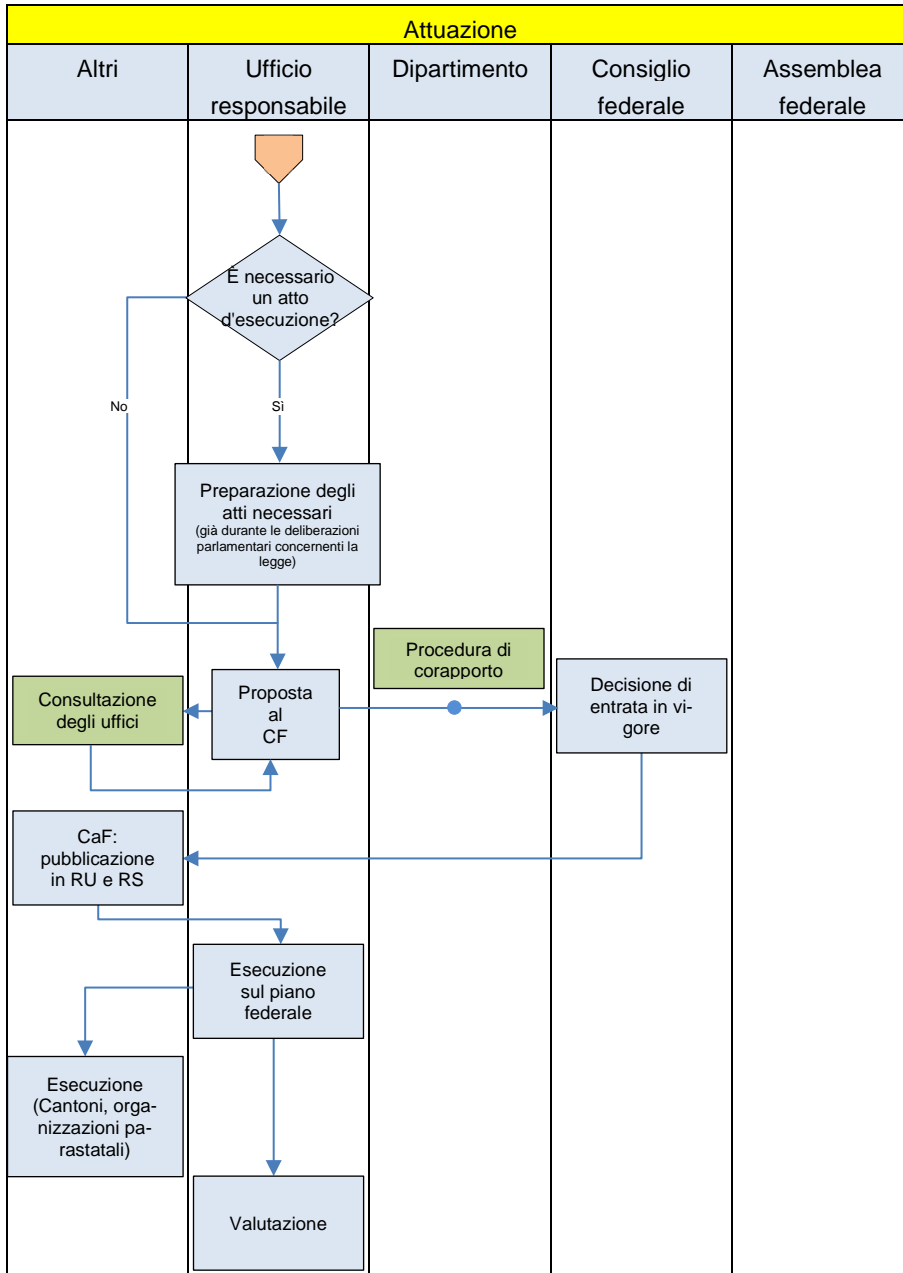 Attuazione
Altri
Ufficio
responsabile
Dipartimento
Consiglio
federale
Assemblea
federale
È necessario
un atto
d'esecuzione?
No
Sì
Preparazione degli
atti necessari
(già durante le deliberazioni
parlamentari concernenti la
legge)
Procedura di
corapporto
Consultazione
degli uffici
Proposta
al
CF
Decisione di
entrata in vi-
gore
CaF:
pubblicazione
in RU e RS
Esecuzione
sul piano
federale
Esecuzione
(Cantoni, orga-
nizzazioni pa-
rastatali)
Valutazione